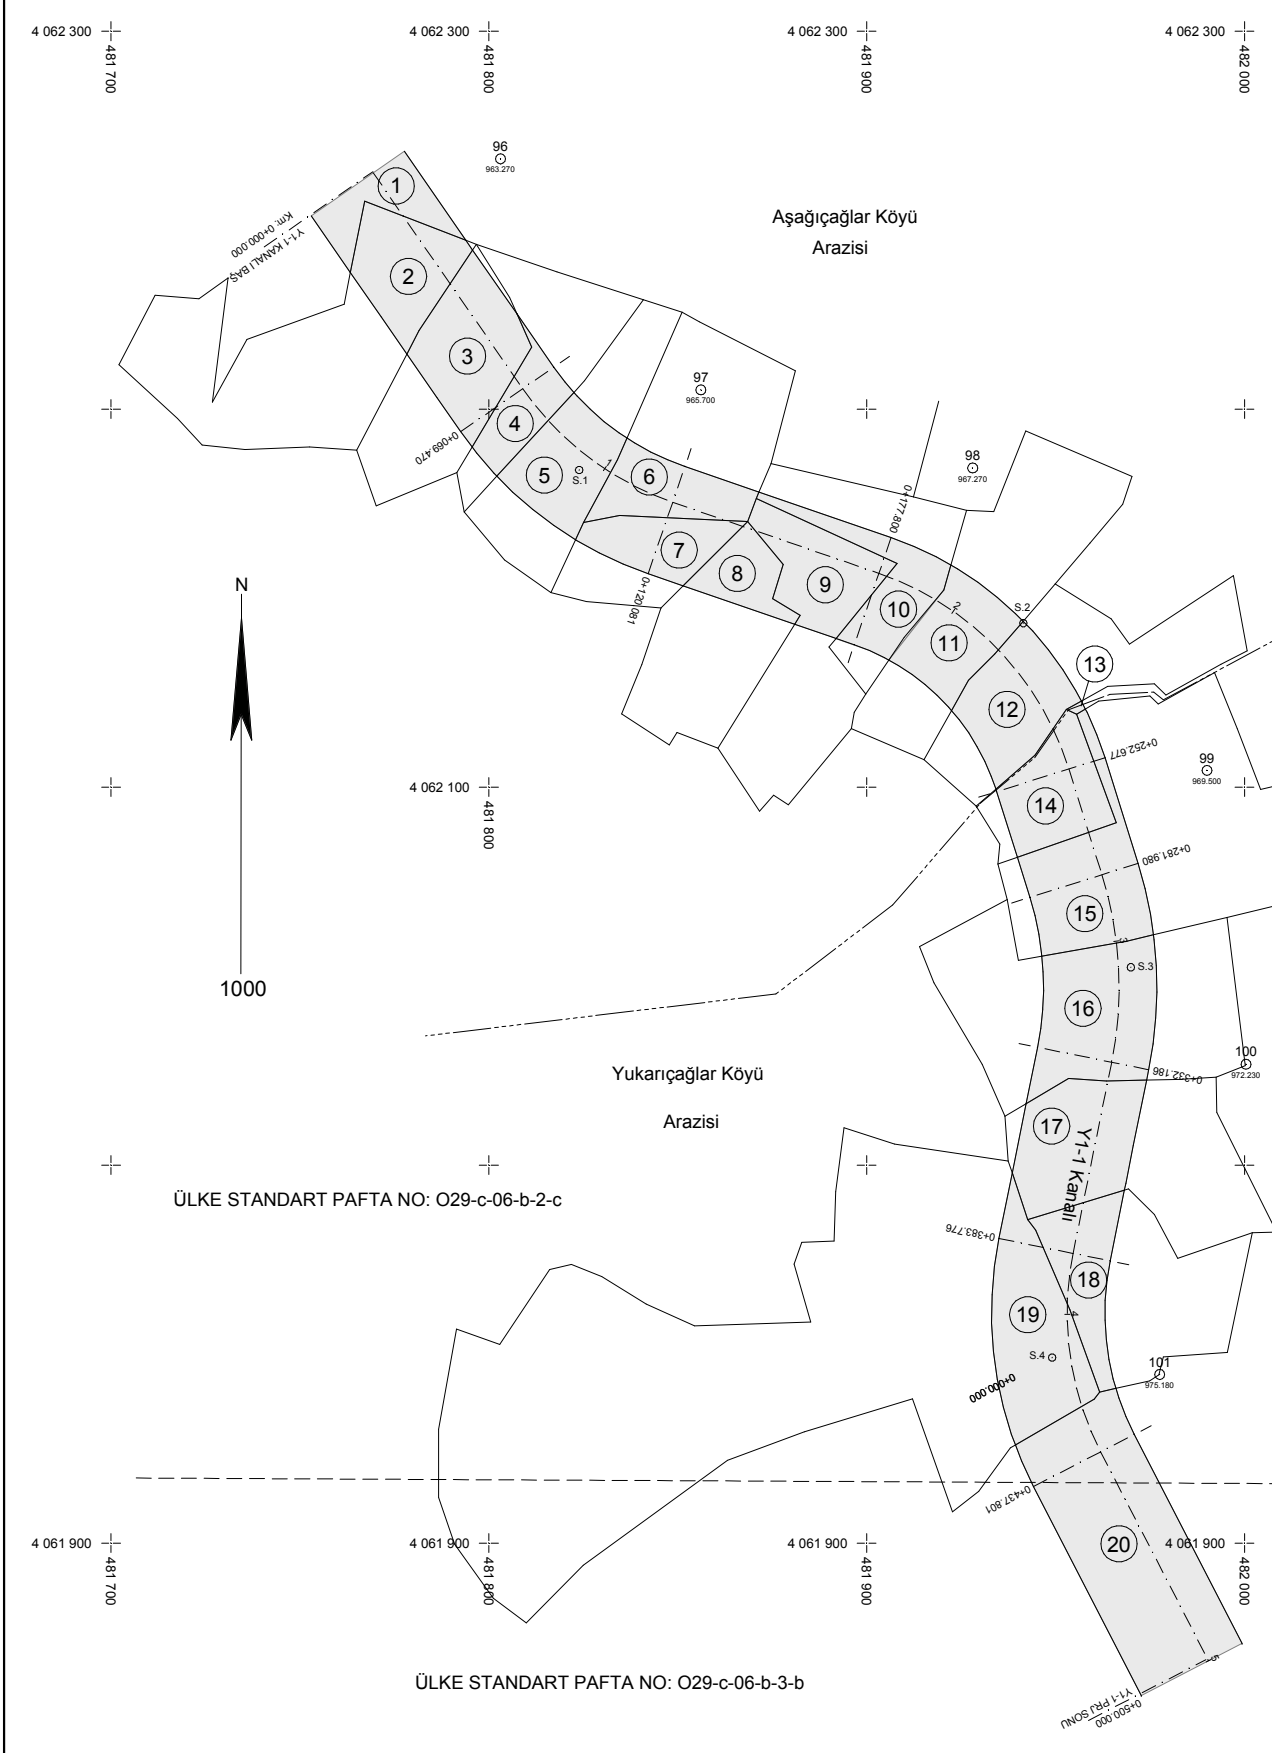 4 062 300
4 062 300
4 062 300
4 062 300
481 700
481 800
481 900
482 000
96
963.270
1
Aşağıçağlar Köyü
Arazisi
Km: 0+000.000
Y1-1 KANALI BAŞ
2
3
97
965.700
4
0+069.470
5
S.1
1
6
98
967.270
0+177.800
7
8
9
0+120.081
10
2
11
S.2
13
12
N
0+252.677
99
969.500
4 062 100
481 800
14
0+281.980
15
3
S.3
1000
16
100
972.230
0+332.186
Yukarıçağlar Köyü
Arazisi
17
Y1-1 Kanalı
ÜLKE STANDART PAFTA NO: O29-c-06-b-2-c
0+383.776
18
19
4
S.4
101
975.180
0+000.000
0+437.801
4 061 900
4 061 900
4 061 900
20
4 061 900
481 700
481 800
481 900
482 000
5
ÜLKE STANDART PAFTA NO: O29-c-06-b-3-b
0+500.000
Y1-1 PRJ SONU